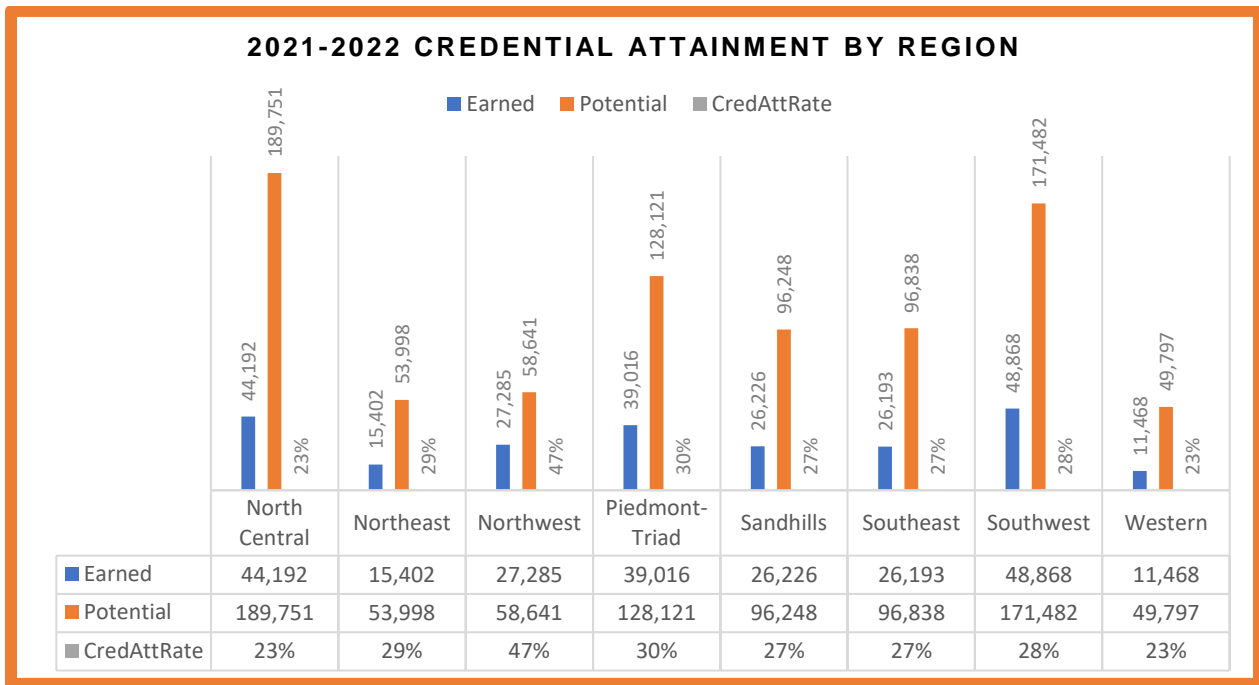 2021-2022 CREDENTIAL ATTAINMENT BY REGION
Earned Potential CredAttRate
44,192 189,751 23%
15,402 53,998 29%
27,285 58,641 47%
39,016 128,121 30%
26,226 96,248 27%
26,193 96,838 27%
48,868 171,482 28%
11,468 49,797 23%
North Central Northeast Northwest Piedmont-Triad Sandhills Southeast Southwest Western
Earned 44,192 15,402 27,285 39,016 26,226 26,193 48,868 11,468
Potential 189,751 53,998 58,641 128,121 96,248 96,838 171,482 49,797
CredAttRate 23% 29% 47% 30% 27% 27% 28% 23%